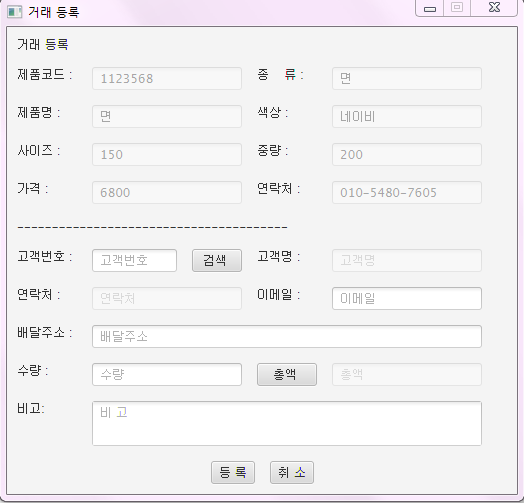 거래 등록
거래 등록
제품코드 : 1123568 종 류 : 면
제품명 : 면 색상 : 네이비
사이즈 : 150 중량 : 200
가격 : 6800 연락처 : 010-5480-7605
---------------------------------------
고객번호 : 고객번호 검색 고객명 : 고객명
연락처 : 연락처 이메일 : 이메일
배달주소 : 배달주소
수량 : 수량 총액 총액
비고: 비 고
등 록 취 소